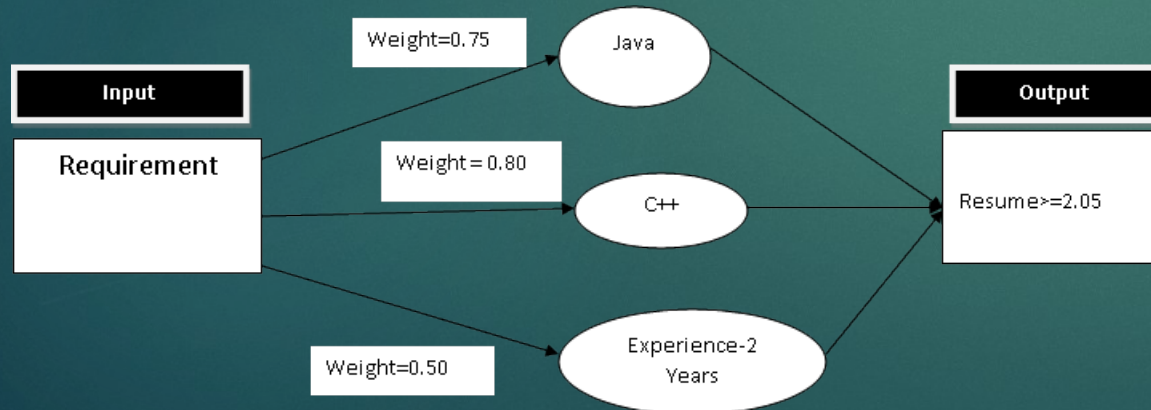 Weight=0.75
Java
Input
Output
Requirement
Weight = 0.80
C++
Resume>=2.05
Experience-2
Years
Weight=0.50